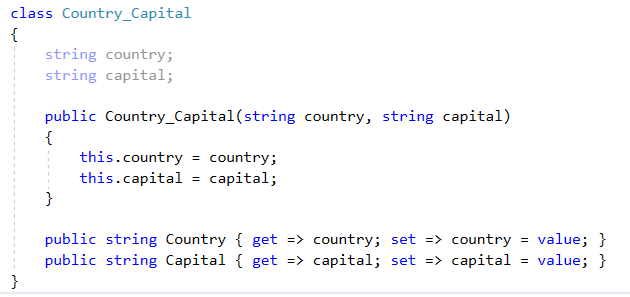 class Country_Capital
{
    string country;
    string capital;

    public Country_Capital(string country, string capital)
    {
        this.country = country;
        this.capital = capital;
    }

    public string Country { get => country; set => country = value; }
    public string Capital { get => capital; set => capital = value; }
}